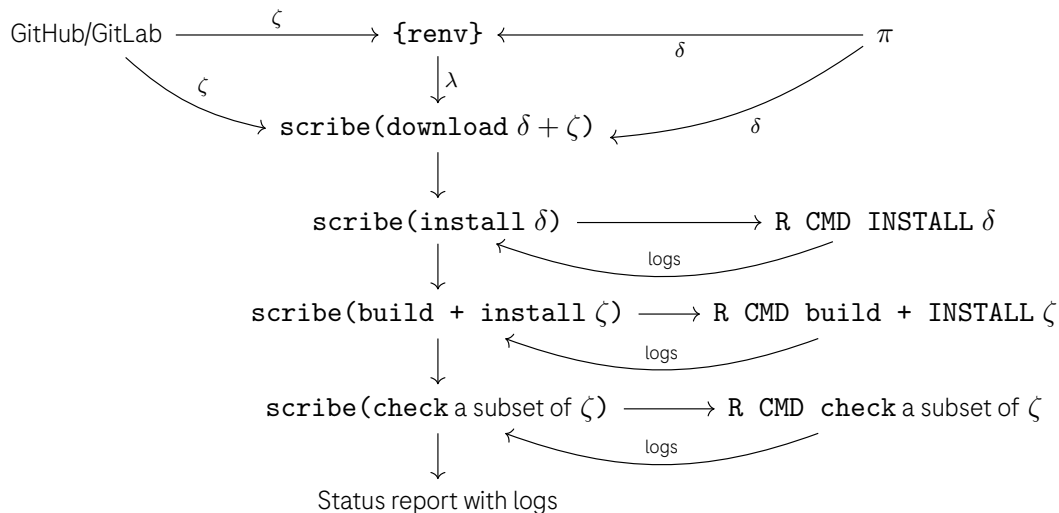 GitHub/GitLab ζ {renv} δ π
ζ λ δ
scribe(download δ + ζ)
scribe(install δ) R CMD INSTALL δ
logs
scribe(build + install ζ) R CMD build + INSTALL ζ
logs
scribe(check a subset of ζ) R CMD check a subset of ζ
logs
Status report with logs